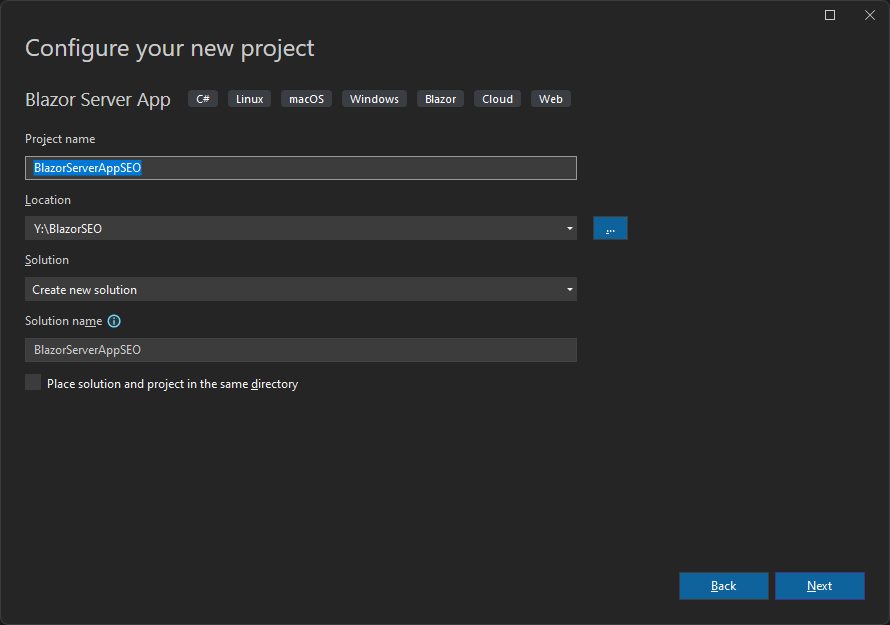 Configure your new project
Blazor Server App C# Linux macOS Windows Blazor Cloud Web
Project name
BlazorServerAppSEO
Location
Y:\BlazorSEO
...
Solution
Create new solution
Solution name
BlazorServerAppSEO
Place solution and project in the same directory
Back Next